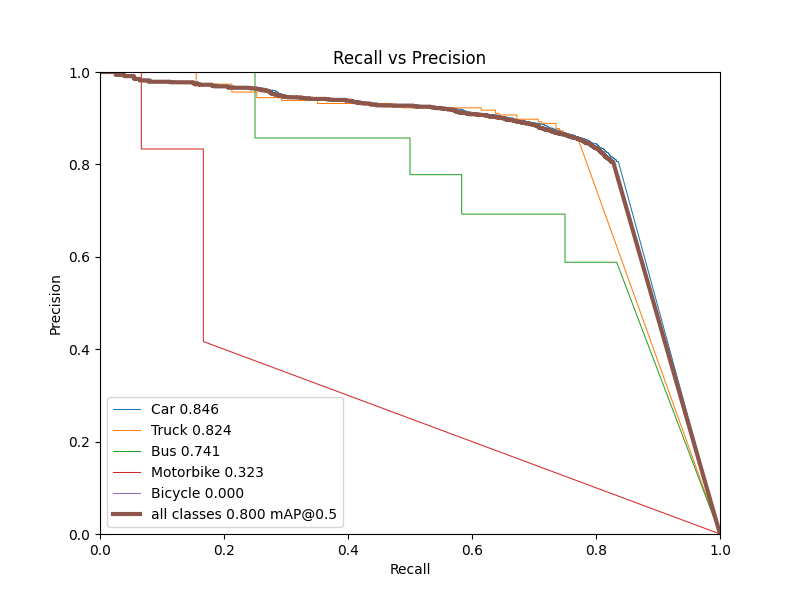 Recall vs Precision
1.0
0.8
0.6
0.4
0.2
0.0
Precision
Car 0.846
Truck 0.824
Bus 0.741
Motorbike 0.323
Bicycle 0.000
all classes 0.800 mAP@0.5
0.0 0.2 0.4 0.6 0.8 1.0
Recall